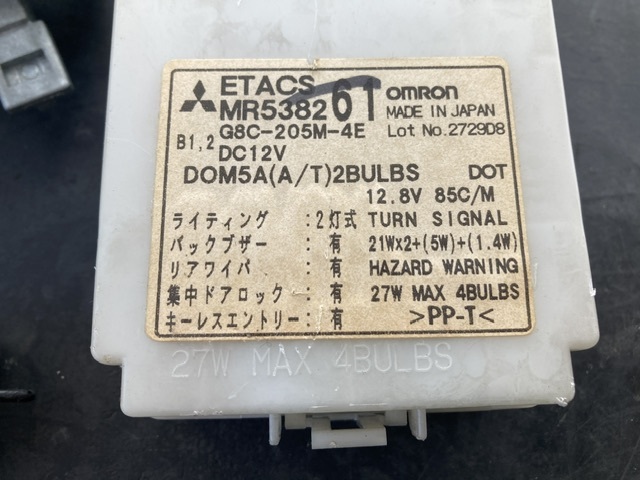 ETACS OMRON
MR538261 MADE IN JAPAN
B1,2 G8C-205M-4E Lot No.2729D8
DC12V
DOM5A(A/T)2BULBS DOT
12.8V 85C/M
ライティング :2灯式 TURN SIGNAL
バックブザー :有 21W×2+(5W)+(1.4W)
リアワイパ :有 HAZARD WARNING
集中ドアロック:有 27W MAX 4BULBS
キーレスエントリー:有 >PP-T<
27W MAX 4BULBS